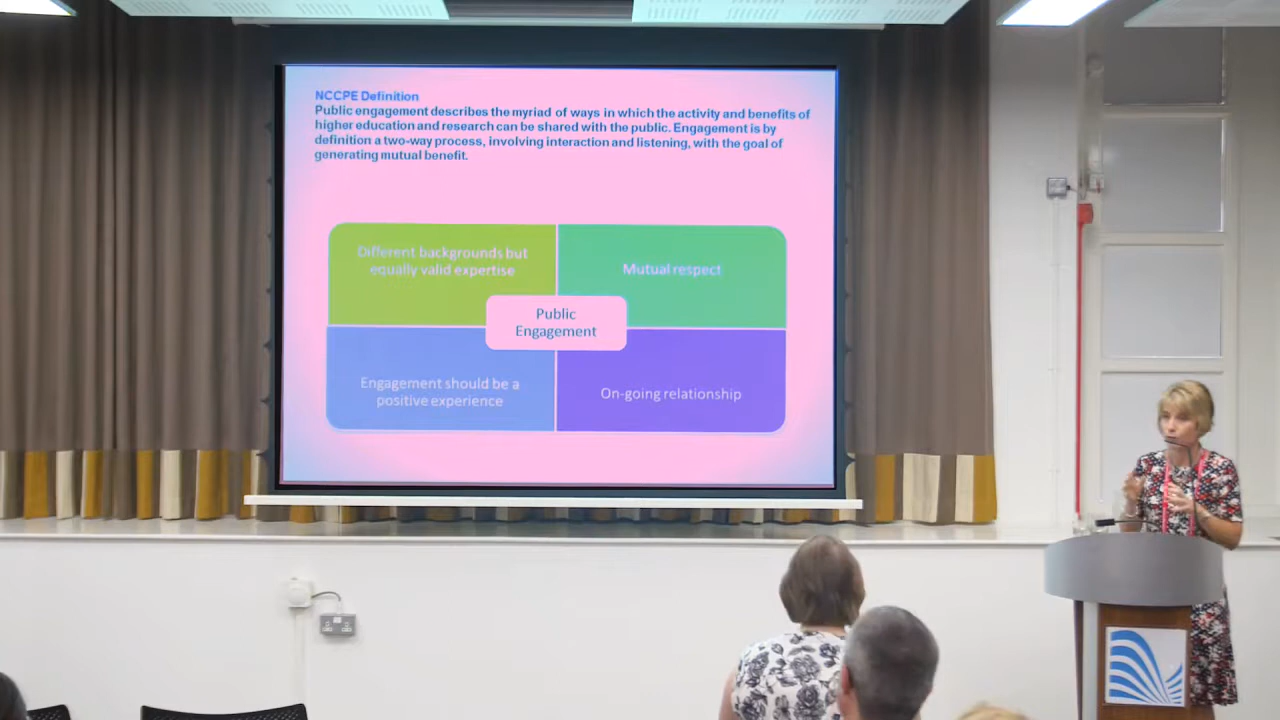 NCCPE Definition
Public engagement describes the myriad of ways in which the activity and benefits of
higher education and research can be shared with the public. Engagement is by
definition a two-way process, involving interaction and listening, with the goal of
generating mutual benefit.
Different backgrounds but
equally valid expertise
Mutual respect
Public
Engagement
Engagement should be a
positive experience
On-going relationship